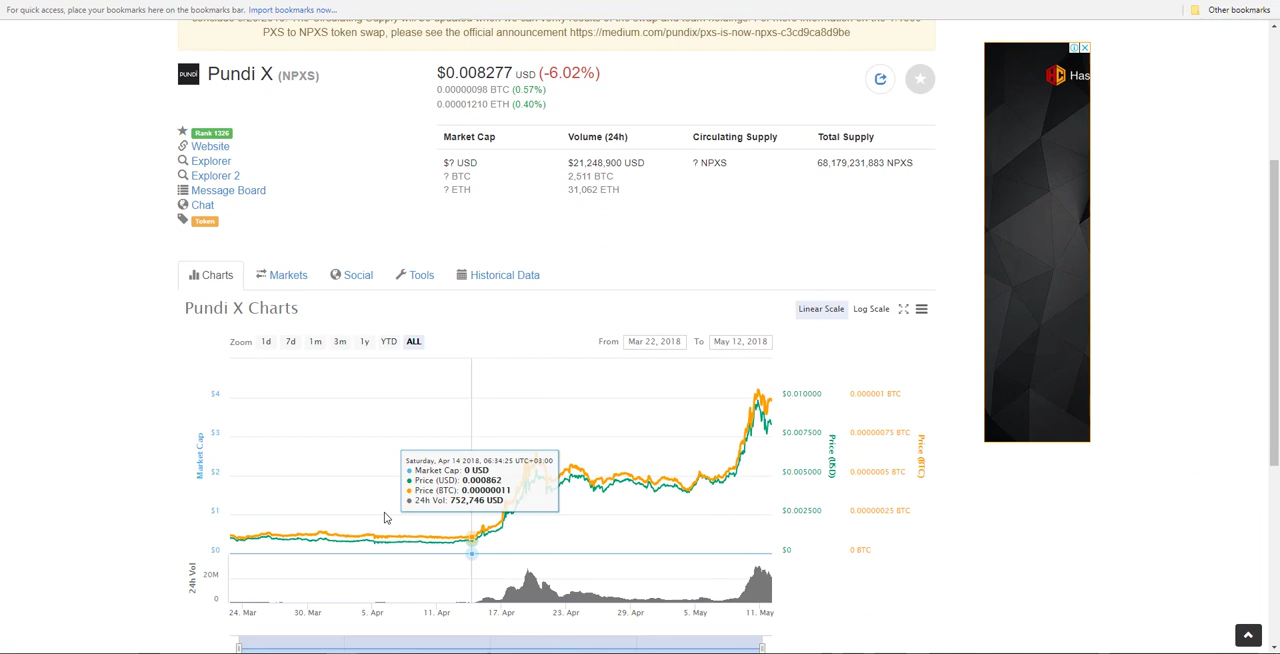 For quick access, place your bookmarks here on the bookmarks bar. Import bookmarks now... Other bookmarks
PXS to NPXS token swap, please see the official announcement https://medium.com/pundix/pxs-is-now-npxs-c3cd9ca8d9be
PUNDI Pundi X (NPXS)
$0.008277 USD (-6.02%)
0.00000098 BTC (0.57%)
0.00001210 ETH (0.40%)
Has
Rank 1326
Website
Explorer
Explorer 2
Message Board
Chat
Token
Market Cap Volume (24h) Circulating Supply Total Supply
$? USD $21,248,900 USD ? NPXS 68,179,231,883 NPXS
? BTC 2,511 BTC
? ETH 31,062 ETH
Charts Markets Social Tools Historical Data
Pundi X Charts
Linear Scale Log Scale
Zoom 1d 7d 1m 3m 1y YTD ALL
From Mar 22, 2018 To May 12, 2018
$4 $0.010000 0.000001 BTC
$3 $0.007500 0.00000075 BTC
$2 $0.005000 0.0000005 BTC
$1 $0.002500 0.00000025 BTC
$0 $0 0 BTC
Market Cap
Price (USD)
Price (BTC)
Saturday, Apr 14 2018, 06:34:25 UTC+03:00
Market Cap: 0 USD
Price (USD): 0.000862
Price (BTC): 0.00000011
24h Vol: 752,746 USD
24h Vol
20M
0
24. Mar 30. Mar 5. Apr 11. Apr 17. Apr 23. Apr 29. Apr 5. May 11. May